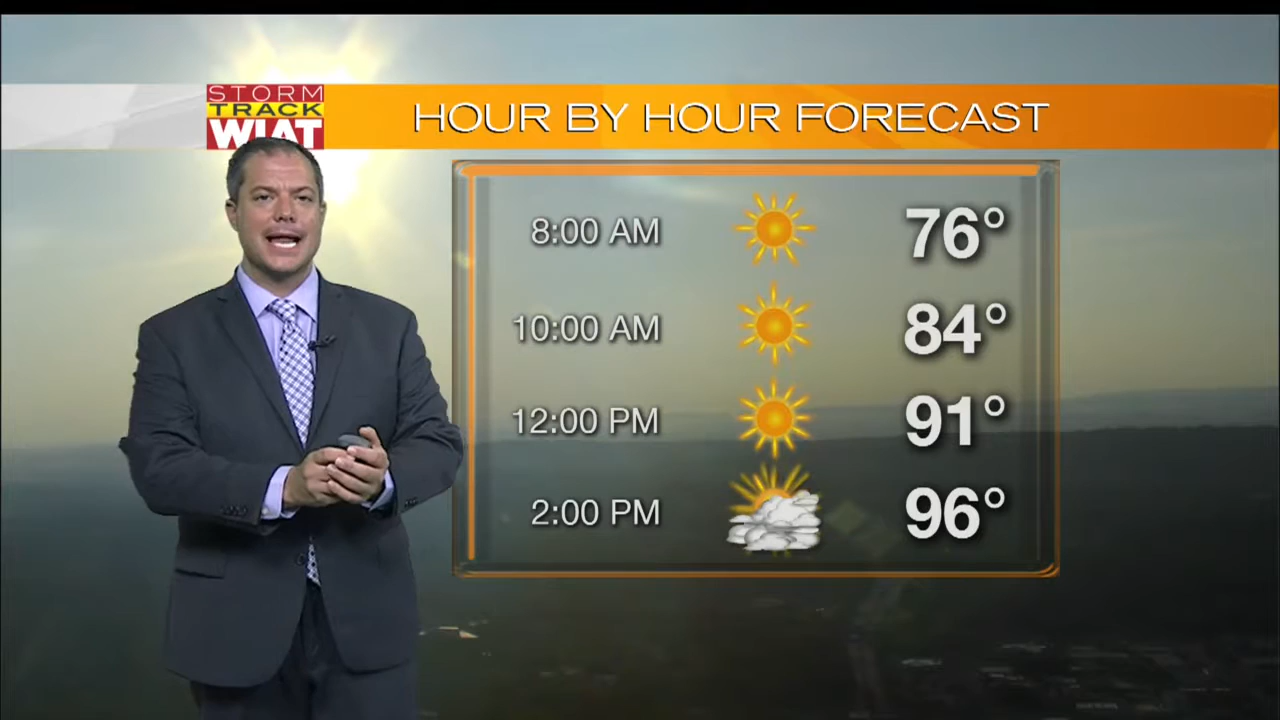 STORM
TRACK
WIAT
HOUR BY HOUR FORECAST
8:00 AM 76°
10:00 AM 84°
12:00 PM 91°
2:00 PM 96°